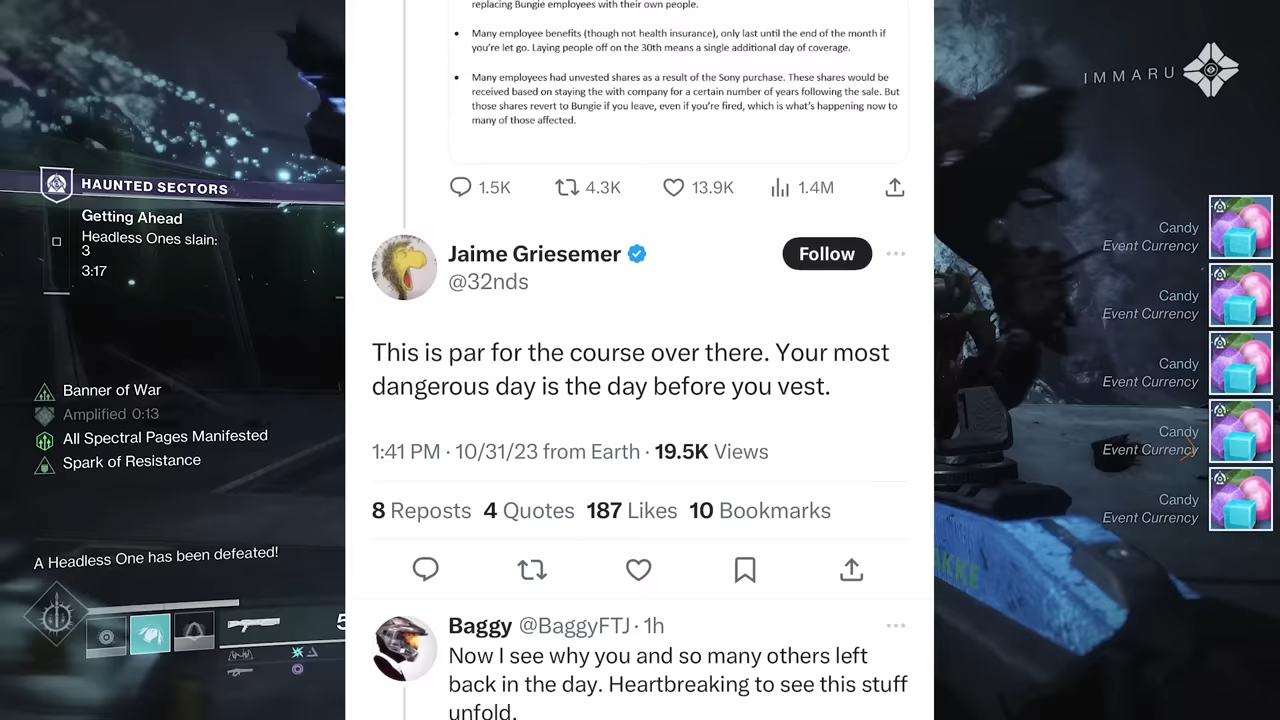 replacing Bungie employees with their own people.
• Many employee benefits (though not health insurance), only last until the end of the month if
you're let go. Laying people off on the 30th means a single additional day of coverage.
• Many employees had unvested shares as a result of the Sony purchase. These shares would be
received based on staying the with company for a certain number of years following the sale. But
those shares revert to Bungie if you leave, even if you're fired, which is what's happening now to
many of those affected.
1.5K 4.3K 13.9K 1.4M
Jaime Griesemer
@32nds
Follow
This is par for the course over there. Your most
dangerous day is the day before you vest.
1:41 PM · 10/31/23 from Earth · 19.5K Views
8 Reposts 4 Quotes 187 Likes 10 Bookmarks
Baggy @BaggyFTJ · 1h
Now I see why you and so many others left
back in the day. Heartbreaking to see this stuff
unfold.
HAUNTED SECTORS
Getting Ahead
Headless Ones slain:
3
3:17
Banner of War
Amplified 0:13
All Spectral Pages Manifested
Spark of Resistance
A Headless One has been defeated!
5
IMMARU
Candy
Event Currency
Candy
Event Currency
Candy
Event Currency
Candy
Event Currency
Candy
Event Currency